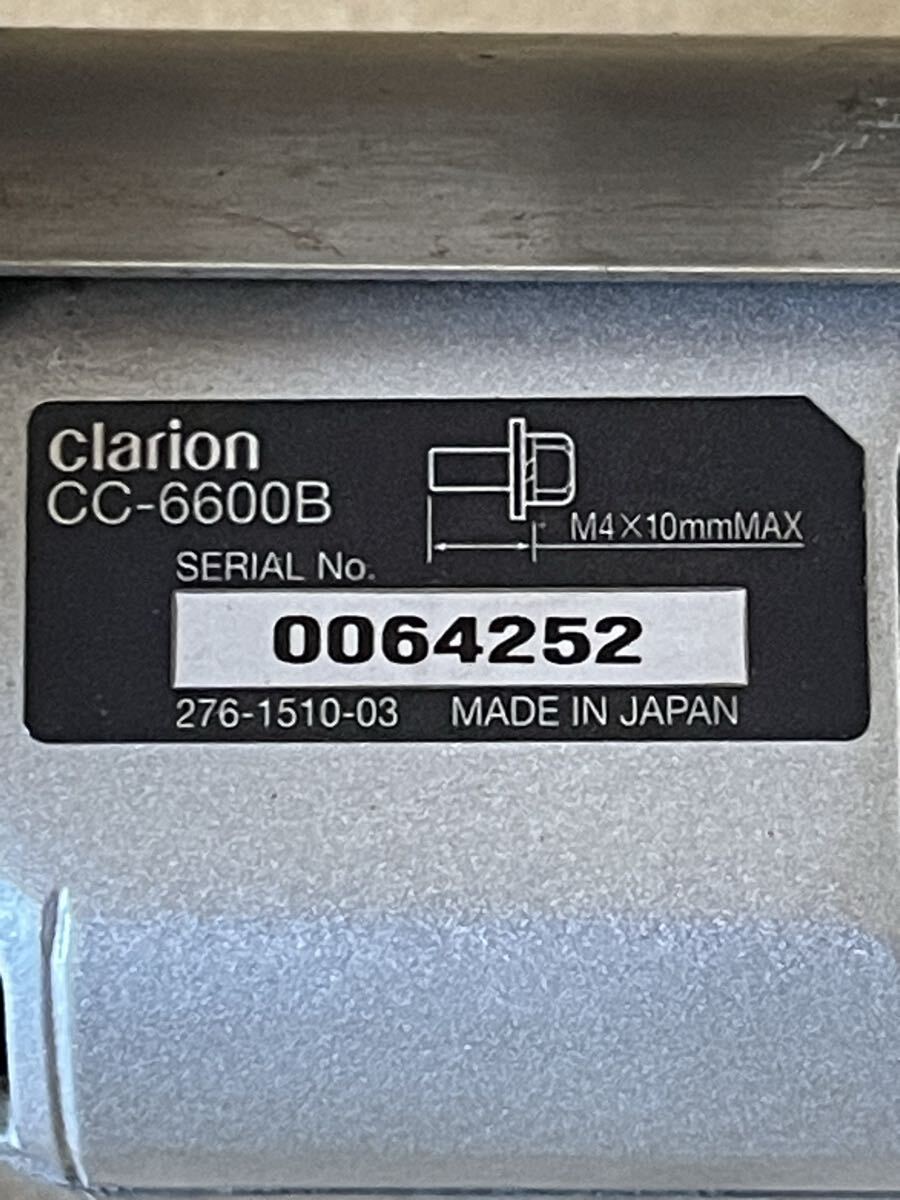 clarion
CC-6600B
M4×10mmMAX
SERIAL No.
0064252
276-1510-03 MADE IN JAPAN